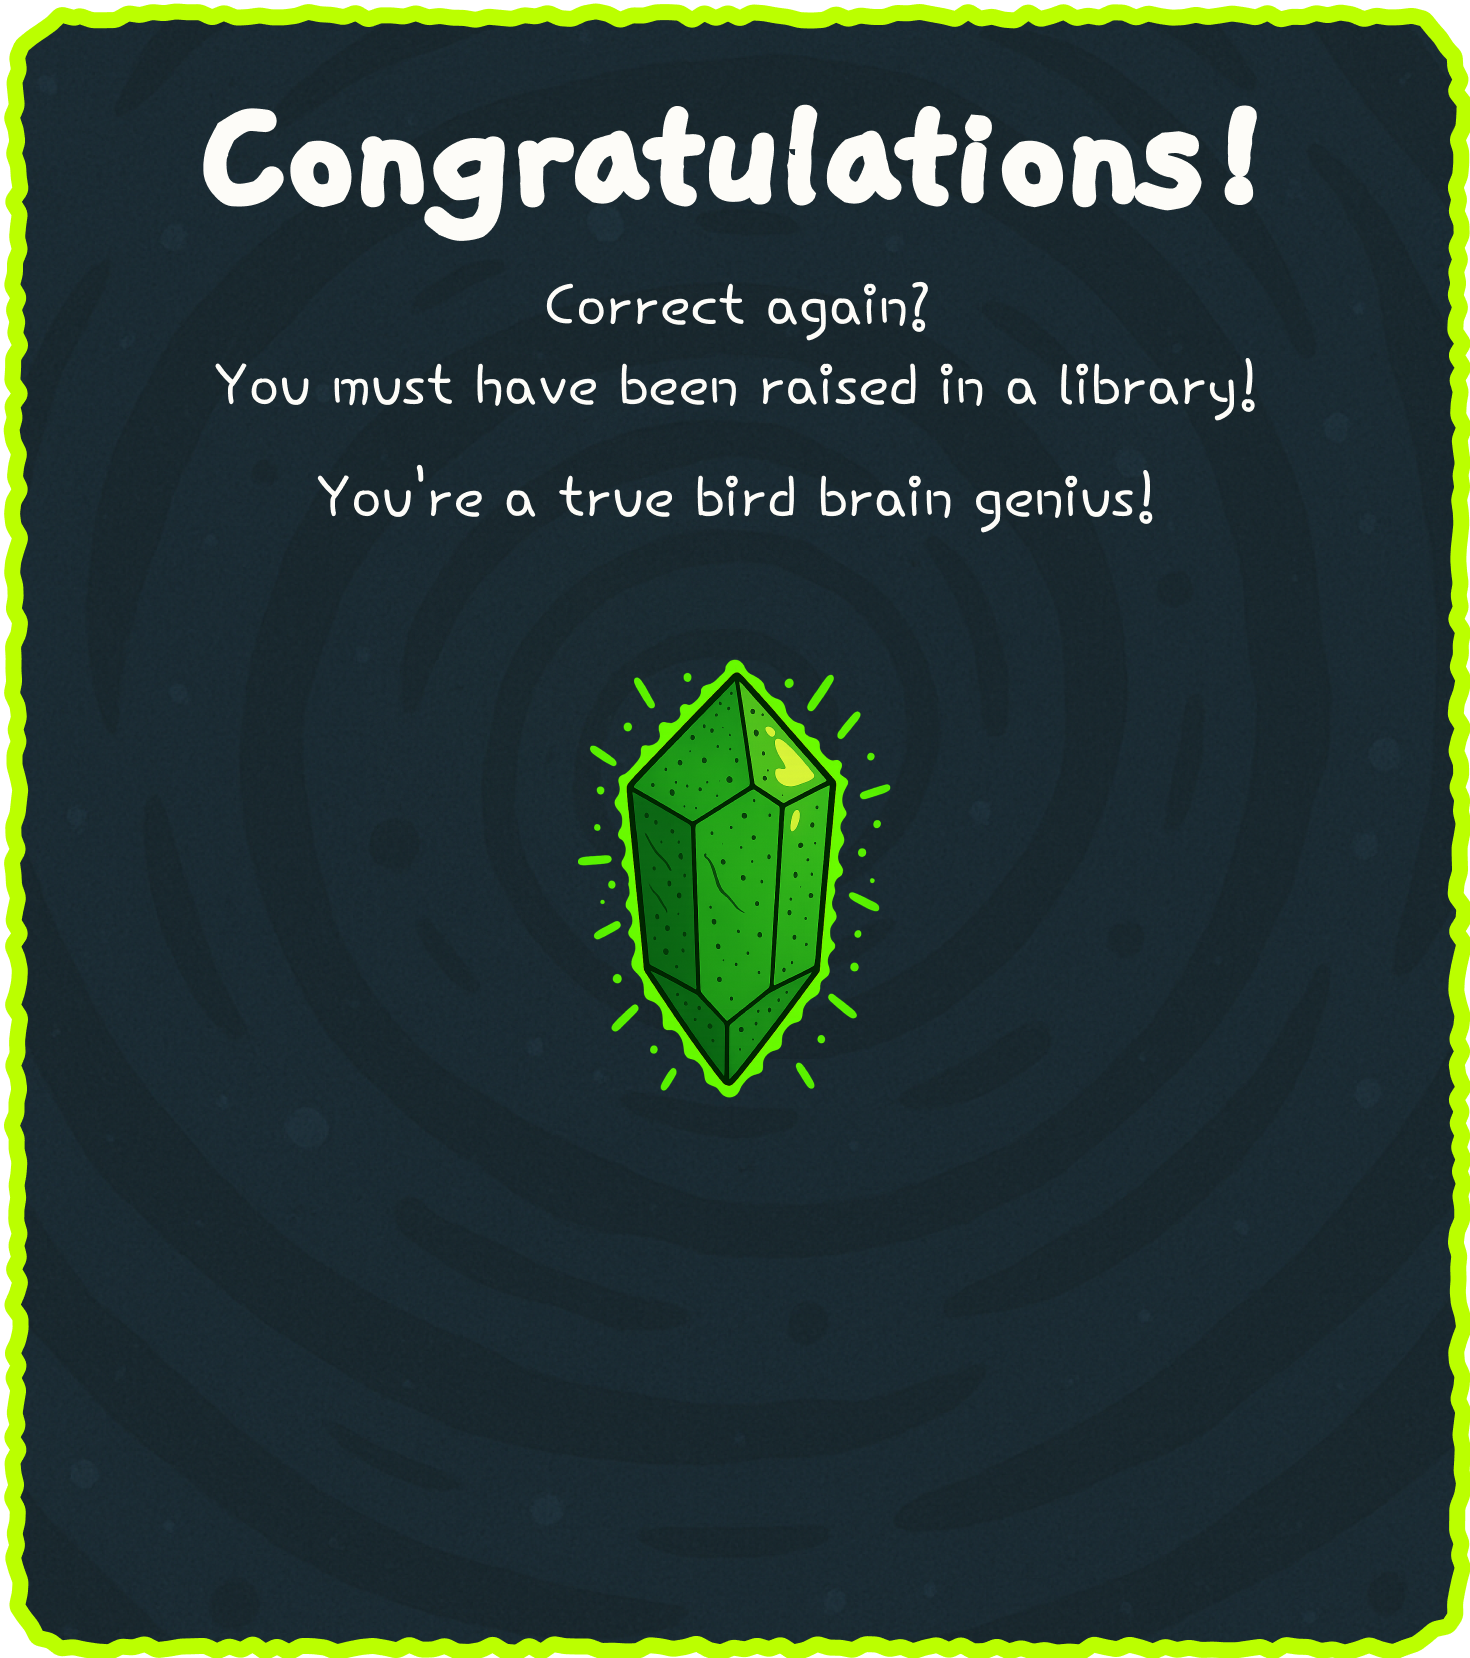 Congratulations!
Correct again?
You must have been raised in a library!
You're a true bird brain genius!